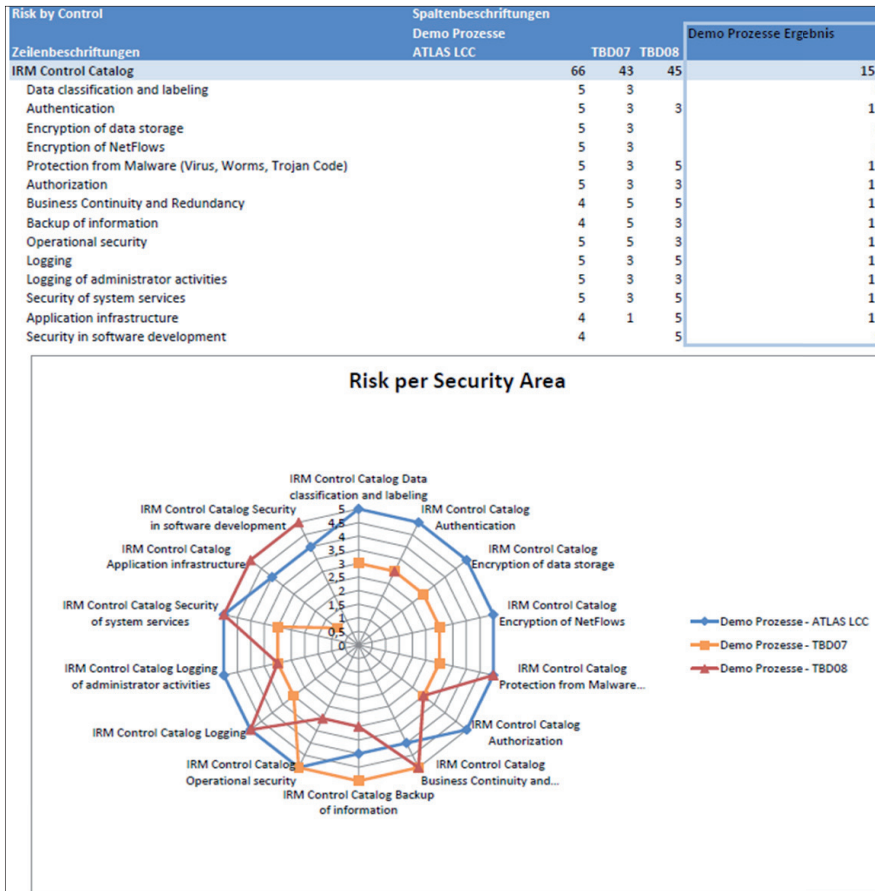 Risk by Control Spaltenbeschriftungen
Demo Prozesse Demo Prozesse Ergebnis
Zeilenbeschriftungen ATLAS LCC TBD07 TBD08
IRM Control Catalog 66 43 45 15
Data classification and labeling 5 3
Authentication 5 3 3 1
Encryption of data storage 5 3
Encryption of NetFlows 5 3
Protection from Malware (Virus, Worms, Trojan Code) 5 3 5 1
Authorization 5 3 3 1
Business Continuity and Redundancy 4 5 5 1
Backup of information 4 5 3 1
Operational security 5 5 3 1
Logging 5 3 5 1
Logging of administrator activities 5 3 3 1
Security of system services 5 3 5 1
Application infrastructure 4 1 5 1
Security in software development 4 5
Risk per Security Area
IRM Control Catalog Data
classification and labeling
IRM Control Catalog
Authentication
IRM Control Catalog
Encryption of data storage
IRM Control Catalog
Encryption of NetFlows
IRM Control Catalog
Protection from Malware...
IRM Control Catalog
Authorization
IRM Control Catalog
Business Continuity and...
IRM Control Catalog Backup
of information
IRM Control Catalog
Operational security
IRM Control Catalog Logging
IRM Control Catalog Logging
of administrator activities
IRM Control Catalog Security
of system services
IRM Control Catalog
Application infrastructure
IRM Control Catalog Security
in software development
5
4,5
4
3,5
3
2,5
2
1,5
1
0,5
0
Demo Prozesse - ATLAS LCC
Demo Prozesse - TBD07
Demo Prozesse - TBD08